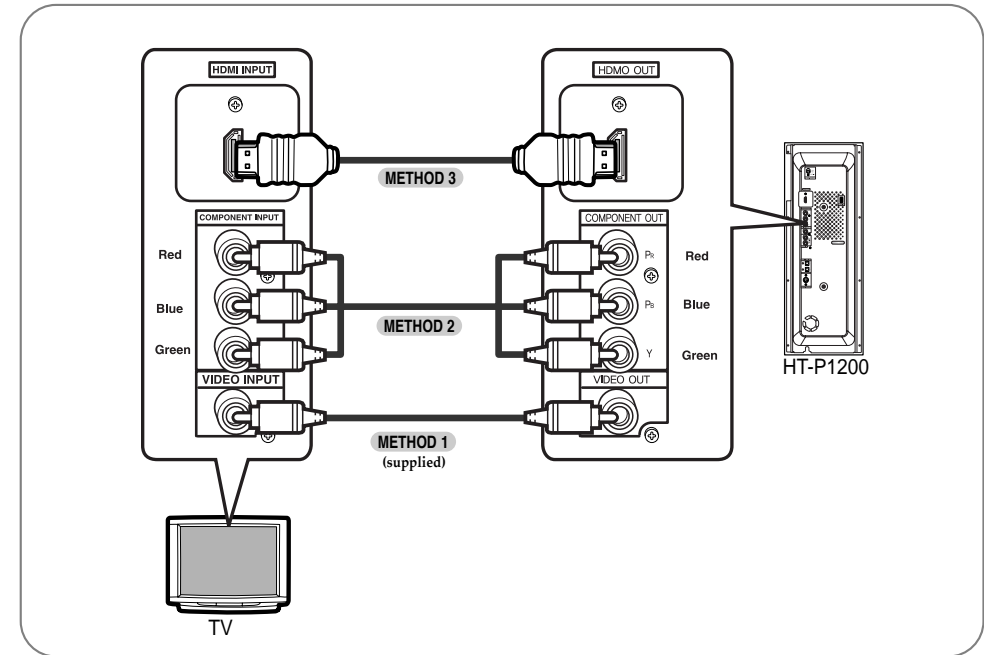 HDMI INPUT
HDMO OUT
METHOD 3
COMPONENT INPUT
COMPONENT OUT
Red
PR
Red
Blue
PB
Blue
METHOD 2
Green
Y
Green
VIDEO INPUT
VIDEO OUT
METHOD 1
(supplied)
HT-P1200
TV